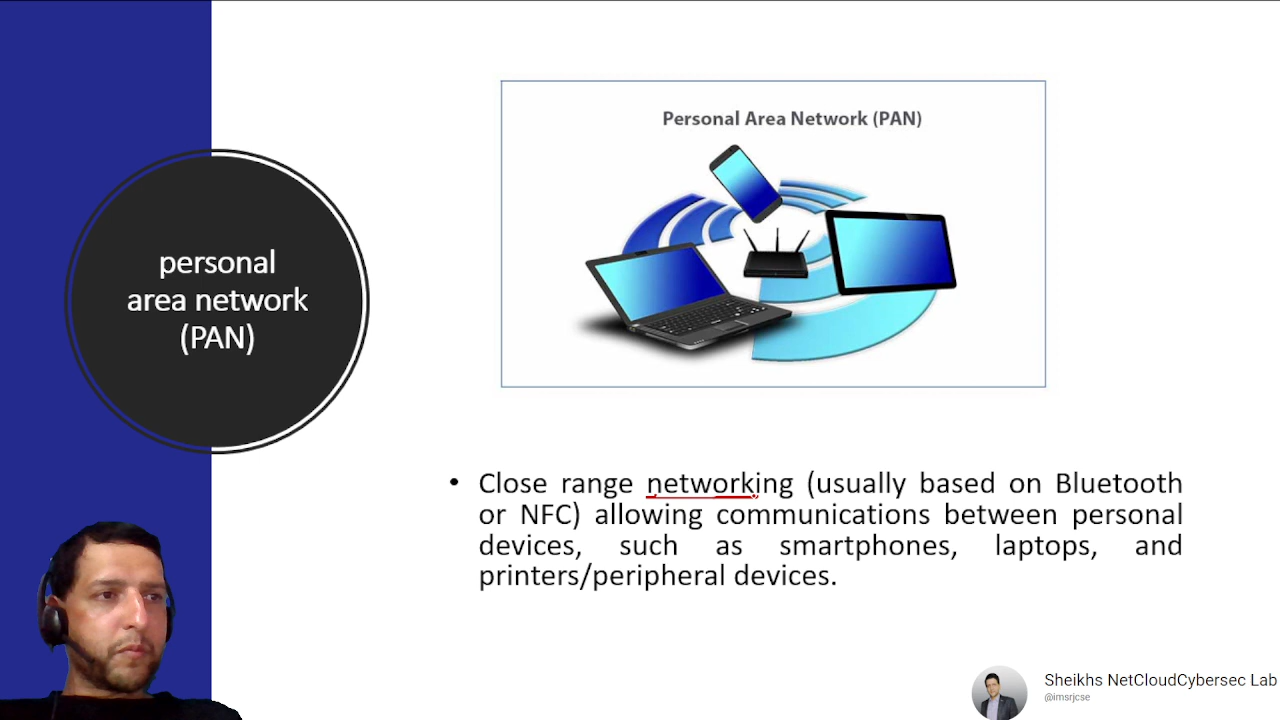 Personal Area Network (PAN)
personal
area network
(PAN)
• Close range networking (usually based on Bluetooth
or NFC) allowing communications between personal
devices, such as smartphones, laptops, and
printers/peripheral devices.
Sheikhs NetCloudCybersec Lab
@imsrjcse